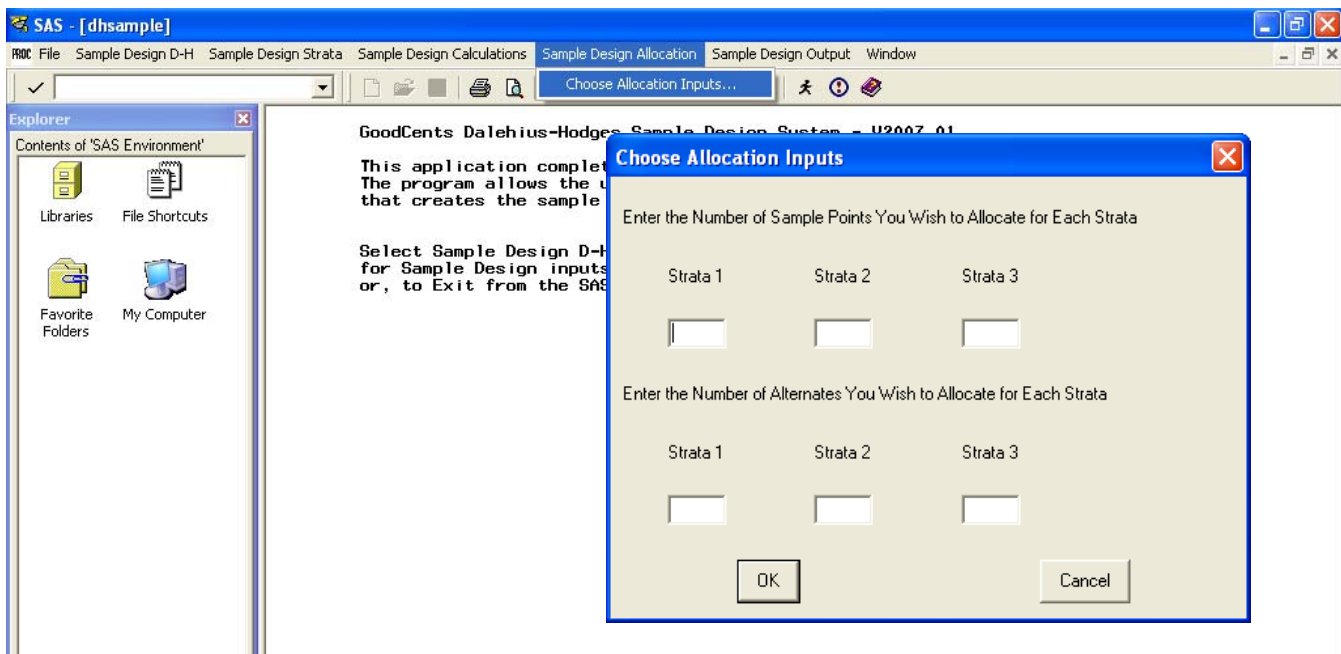 SAS - [dhsample]
PROC File Sample Design D-H Sample Design Strata Sample Design Calculations Sample Design Allocation Sample Design Output Window
Choose Allocation Inputs...
Explorer
Contents of 'SAS Environment'
Libraries File Shortcuts
Favorite Folders
My Computer
GoodCents Dalehius-Hodges Sample Design System - V2007.01
This application complet
The program allows the u
that creates the sample
Select Sample Design D-H
for Sample Design inputs
or, to Exit from the SAS
Choose Allocation Inputs
Enter the Number of Sample Points You Wish to Allocate for Each Strata
Strata 1 Strata 2 Strata 3
Enter the Number of Alternates You Wish to Allocate for Each Strata
Strata 1 Strata 2 Strata 3
OK Cancel